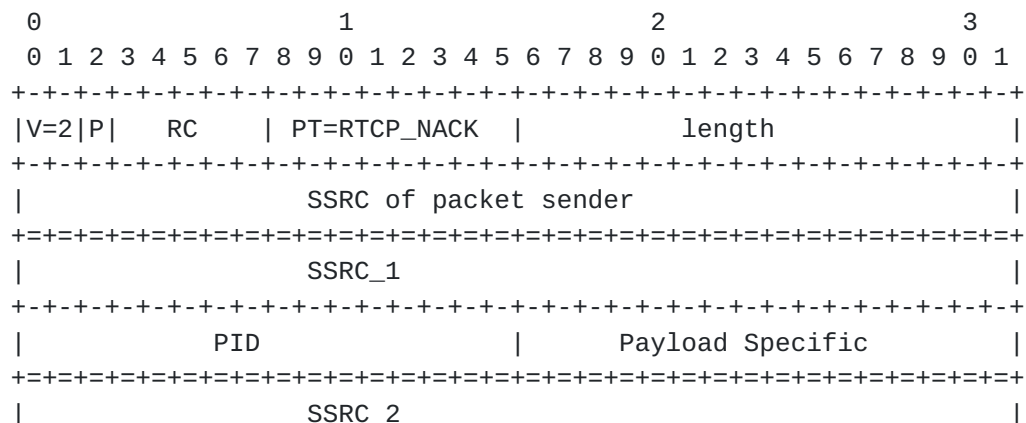 0                   1                   2                   3
 0 1 2 3 4 5 6 7 8 9 0 1 2 3 4 5 6 7 8 9 0 1 2 3 4 5 6 7 8 9 0 1
+-+-+-+-+-+-+-+-+-+-+-+-+-+-+-+-+-+-+-+-+-+-+-+-+-+-+-+-+-+-+-+-+
|V=2|P|   RC    | PT=RTCP_NACK  |          length               |
+-+-+-+-+-+-+-+-+-+-+-+-+-+-+-+-+-+-+-+-+-+-+-+-+-+-+-+-+-+-+-+-+
|                  SSRC of packet sender                        |
+=+=+=+=+=+=+=+=+=+=+=+=+=+=+=+=+=+=+=+=+=+=+=+=+=+=+=+=+=+=+=+=+
|                  SSRC_1                                       |
+-+-+-+-+-+-+-+-+-+-+-+-+-+-+-+-+-+-+-+-+-+-+-+-+-+-+-+-+-+-+-+-+
|            PID                |      Payload Specific         |
+=+=+=+=+=+=+=+=+=+=+=+=+=+=+=+=+=+=+=+=+=+=+=+=+=+=+=+=+=+=+=+=+
|                  SSRC 2                                       |